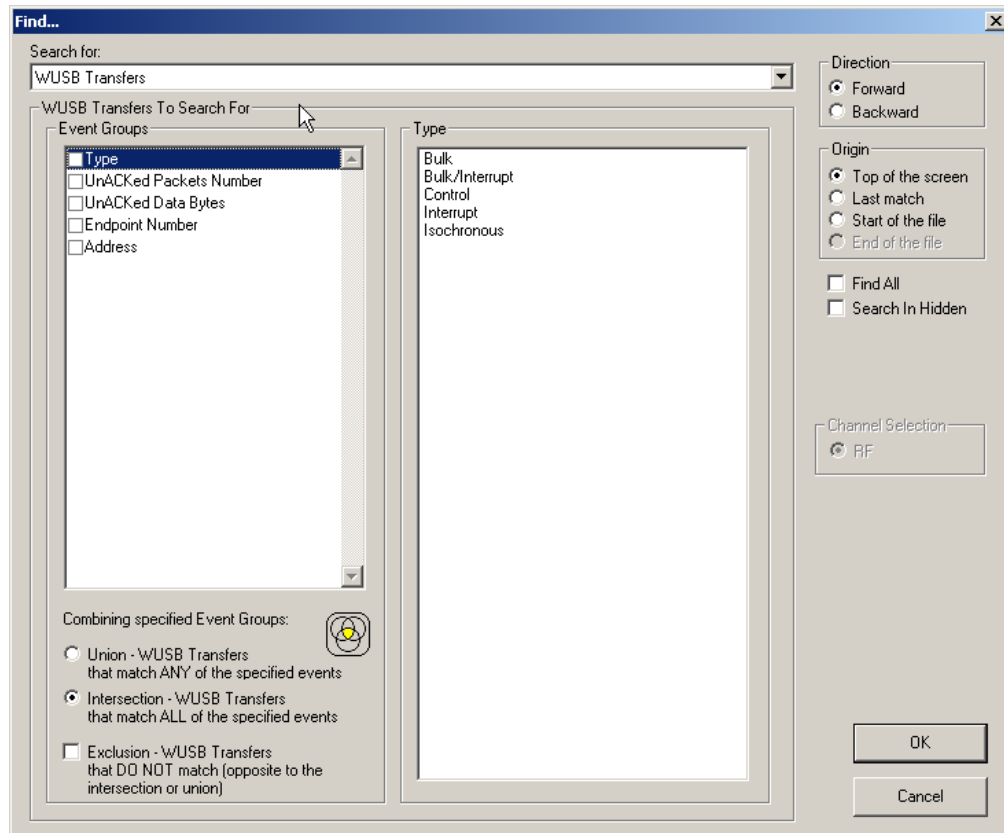 Find...
Search for:
WUSB Transfers
WUSB Transfers To Search For
Event Groups
Type
UnACKed Packets Number
UnACKed Data Bytes
Endpoint Number
Address
Combining specified Event Groups:
Union - WUSB Transfers
that match ANY of the specified events
Intersection - WUSB Transfers
that match ALL of the specified events
Exclusion - WUSB Transfers
that DO NOT match (opposite to the
intersection or union)
Type
Bulk
Bulk/Interrupt
Control
Interrupt
Isochronous
Direction
Forward
Backward
Origin
Top of the screen
Last match
Start of the file
End of the file
Find All
Search In Hidden
Channel Selection
RF
OK
Cancel